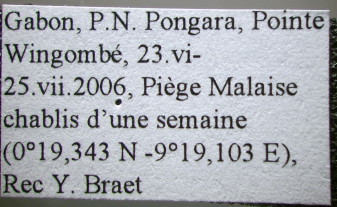 Gabon, P.N. Pongara, Pointe
Wingombé, 23.vi-
25.vii.2006, Piège Malaise
chablis d'une semaine
(0°19,343 N -9°19,103 E),
Rec Y. Braet